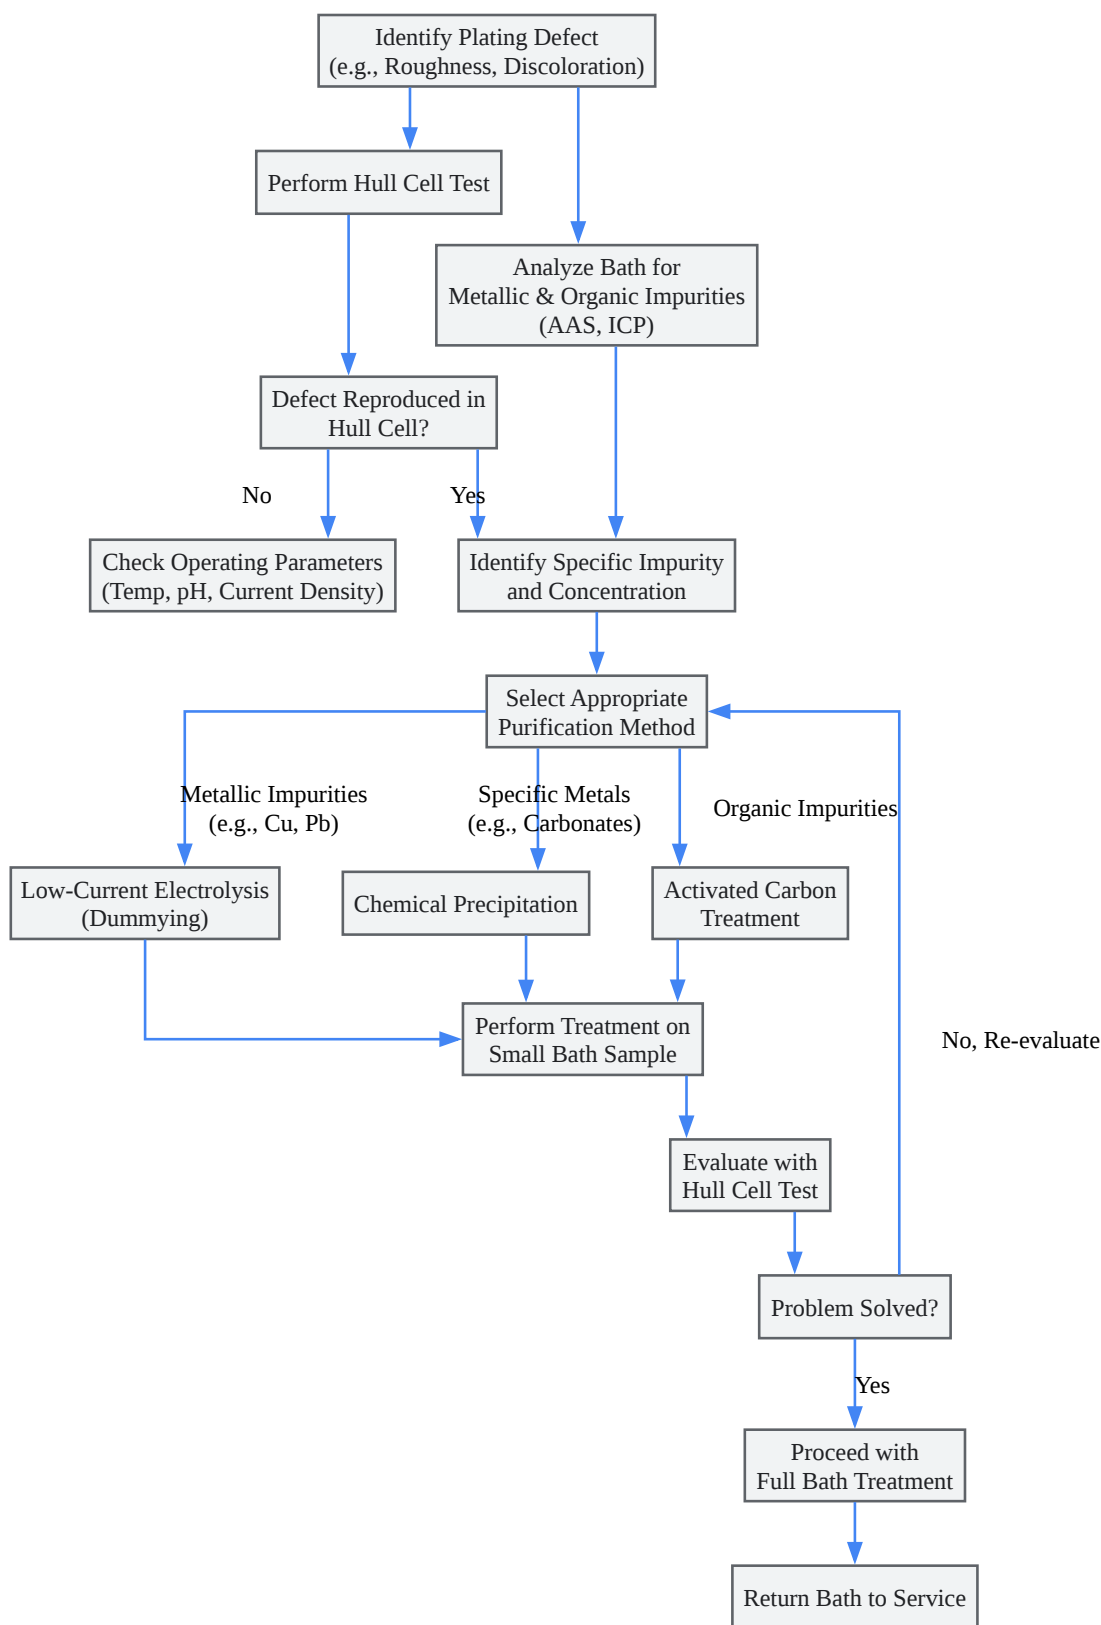 Identify Plating Defect
(e.g., Roughness, Discoloration)
Perform Hull Cell Test
Analyze Bath for
Metallic & Organic Impurities
(AAS, ICP)
Defect Reproduced in
Hull Cell?
No
Yes
Check Operating Parameters
(Temp, pH, Current Density)
Identify Specific Impurity
and Concentration
Select Appropriate
Purification Method
Metallic Impurities
(e.g., Cu, Pb)
Specific Metals
(e.g., Carbonates)
Organic Impurities
Low-Current Electrolysis
(Dummying)
Chemical Precipitation
Activated Carbon
Treatment
Perform Treatment on
Small Bath Sample
No, Re-evaluate
Evaluate with
Hull Cell Test
Problem Solved?
Yes
Proceed with
Full Bath Treatment
Return Bath to Service